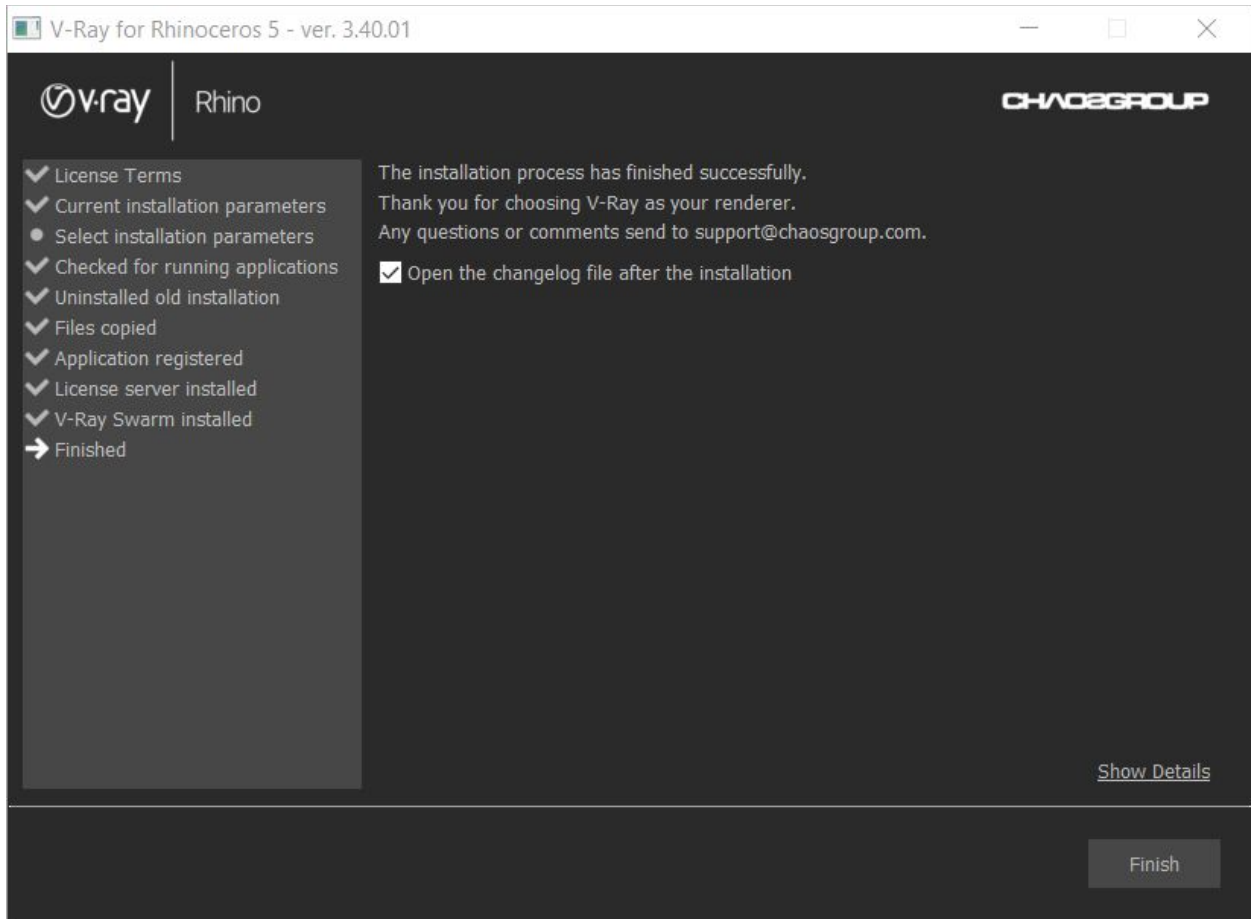 V-Ray for Rhinoceros 5 - ver. 3.40.01
v·ray Rhino
CHAOSGROUP
License Terms
Current installation parameters
Select installation parameters
Checked for running applications
Uninstalled old installation
Files copied
Application registered
License server installed
V-Ray Swarm installed
Finished
The installation process has finished successfully.
Thank you for choosing V-Ray as your renderer.
Any questions or comments send to support@chaosgroup.com.
Open the changelog file after the installation
Show Details
Finish